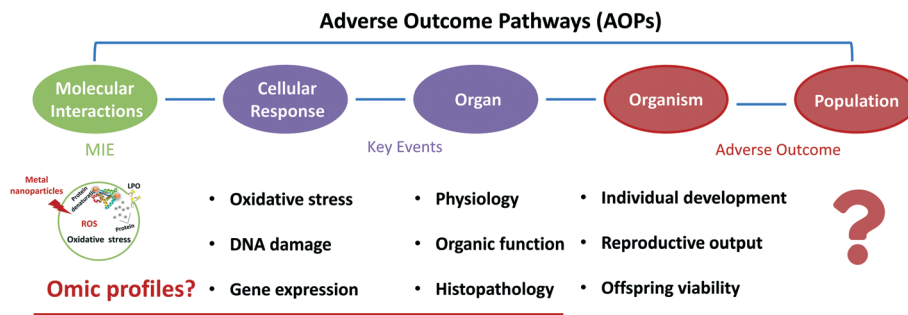 Adverse Outcome Pathways (AOPs)
Molecular
Interactions
Cellular
Response
Organ
Organism
Population
MIE
Key Events
Adverse Outcome
Metal
nanoparticles
Protein
denaturation
LPO
ROS
Protein
Oxidative stress
Omic profiles?
• Oxidative stress
• DNA damage
• Gene expression
• Physiology
• Organic function
• Histopathology
• Individual development
• Reproductive output
• Offspring viability
?